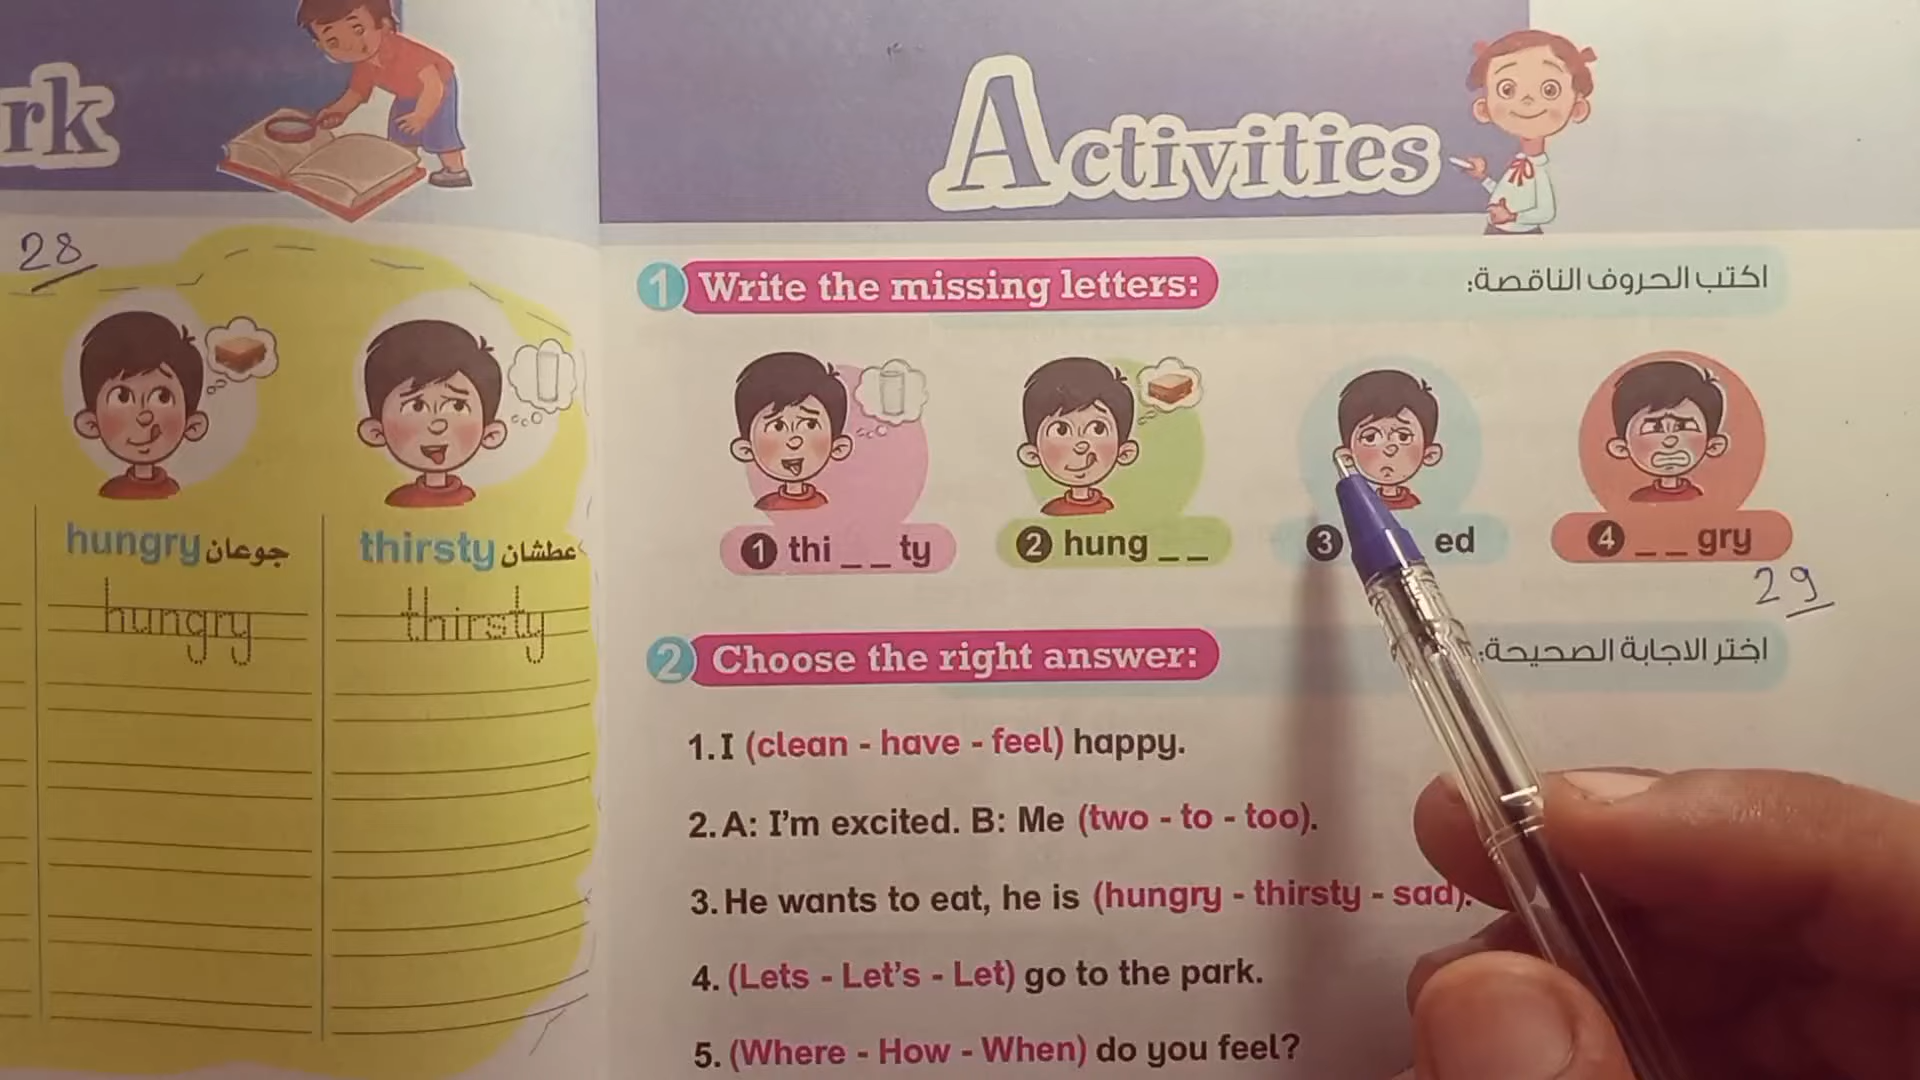 rk
28
hungry جوعان
thirsty عطشان
hungry
thirsty
Activities
1 Write the missing letters:
اكتب الحروف الناقصة:
1 thi _ _ ty
2 hung _ _
3 ed
4 _ _ gry
29
2 Choose the right answer:
اختر الاجابة الصحيحة:
1. I (clean - have - feel) happy.
2. A: I'm excited. B: Me (two - to - too).
3. He wants to eat, he is (hungry - thirsty - sad).
4. (Lets - Let's - Let) go to the park.
5. (Where - How - When) do you feel?